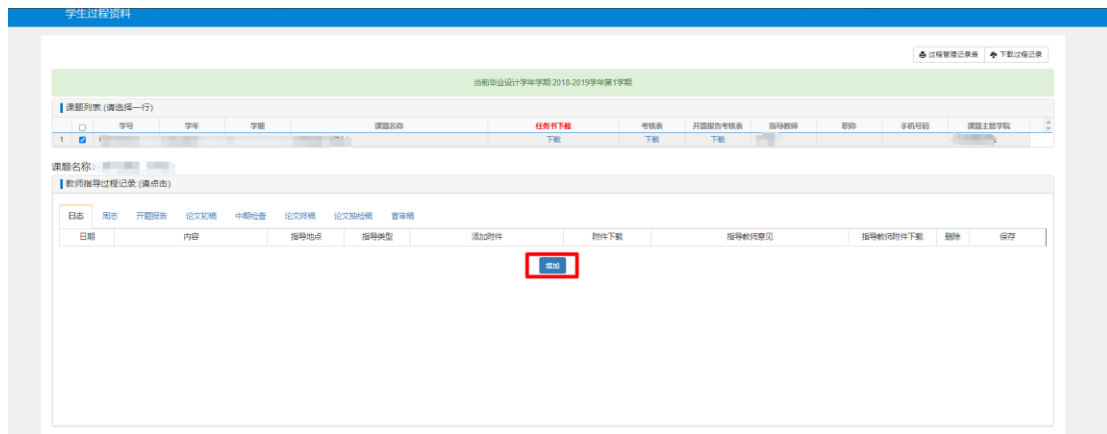 学生过程资料
过程管理记录表 下载过程记录
当前毕业设计学年学期:2018-2019学年第1学期
课题列表:(请选择一行)
学号 学年 学期 课题名称 任务书下载 考核表 开题报告考核表 指导教师 职称 手机号码 课题主管学院
1 下载 下载 下载
课题名称:
教师指导过程记录:(请点击)
日志 周志 开题报告 论文初稿 中期检查 论文终稿 论文抽检稿 盲审稿
日期 内容 指导地点 指导类型 添加附件 附件下载 指导教师意见 指导教师附件下载 删除 保存
增加